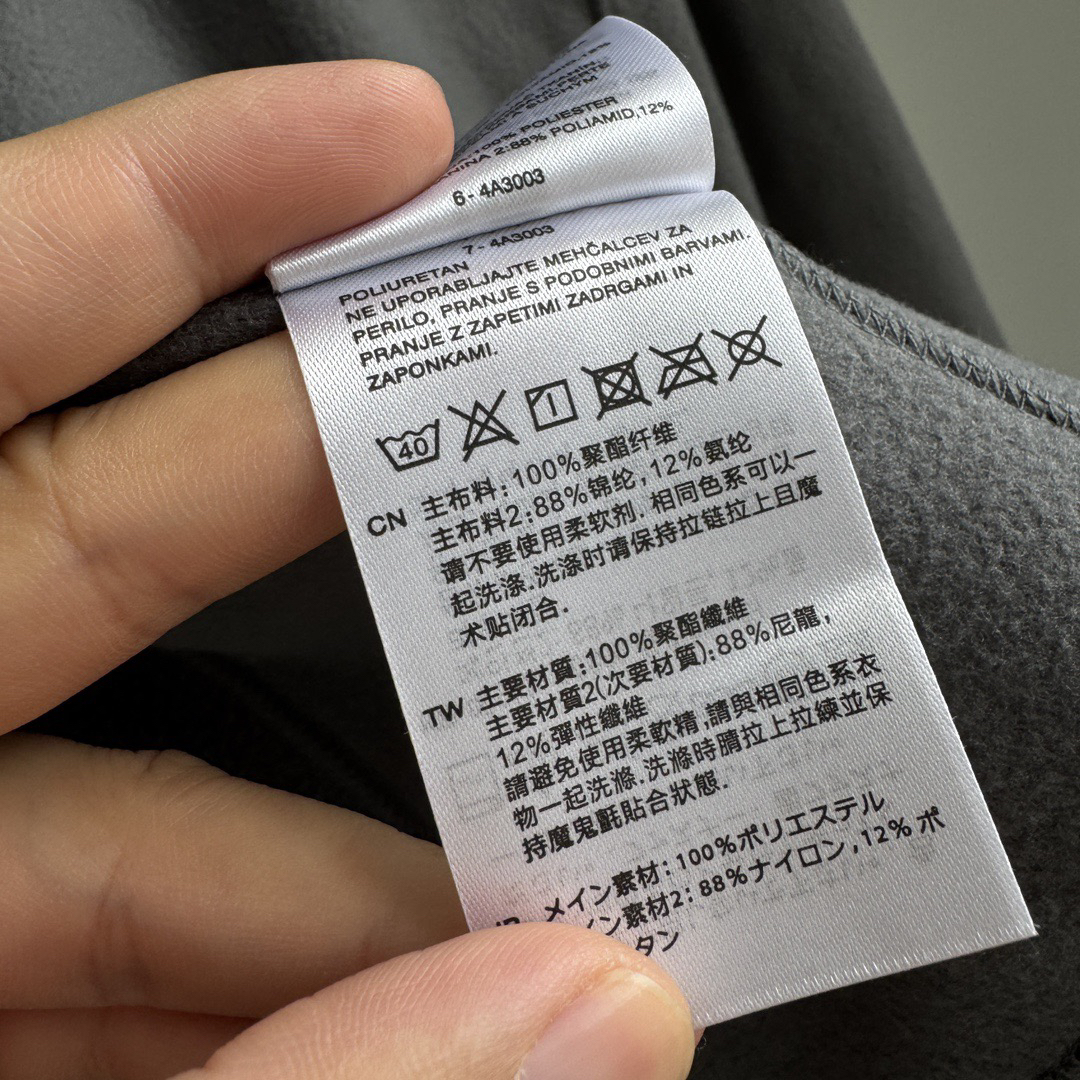 PERTE
SUCHYM
100% POLIESTER
2:88% POLIAMID,12%
6 - 4A3003
7 - 4A3003
POLIURETAN
NE UPORABLJAJTE MEHČALCEV ZA
PERILO, PRANJE S PODOBNIMI BARVAMI.
PRANJE Z ZAPETIMI ZADRGAMI IN
ZAPONKAMI.
40
CN 主布料:100%聚酯纤维
主布料2:88%锦纶,12%氨纶
请不要使用柔软剂.相同色系可以一
起洗涤.洗涤时请保持拉链拉上且魔
术贴闭合.
TW 主要材質:100%聚酯纖維
主要材質2(次要材質):88%尼龍,
12%彈性纖維
請避免使用柔軟精,請與相同色系衣
物一起洗滌.洗滌時請拉上拉練並保
持魔鬼氈貼合狀態.
メイン素材: 100%ポリエステル
ン素材2: 88%ナイロン,12% ポ
タン